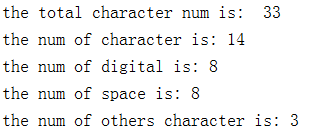 the total character num is:  33
the num of character is: 14
the num of digital is: 8
the num of space is: 8
the num of others character is: 3